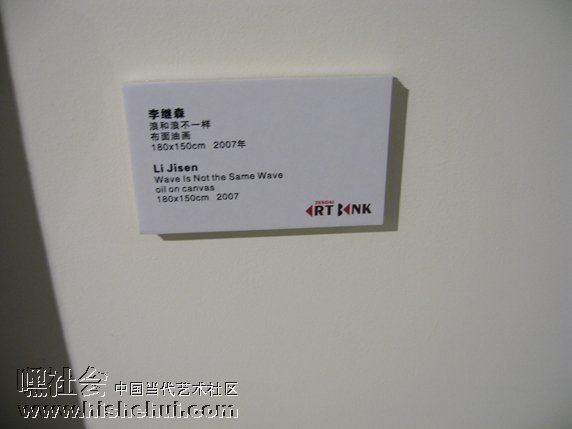 李继森
浪和浪不一样
布面油画
180x150cm 2007年
Li Jisen
Wave Is Not the Same Wave
oil on canvas
180x150cm 2007
ZENDAI
ART BANK
嘿社会 中国当代艺术社区
www.hishehui.com